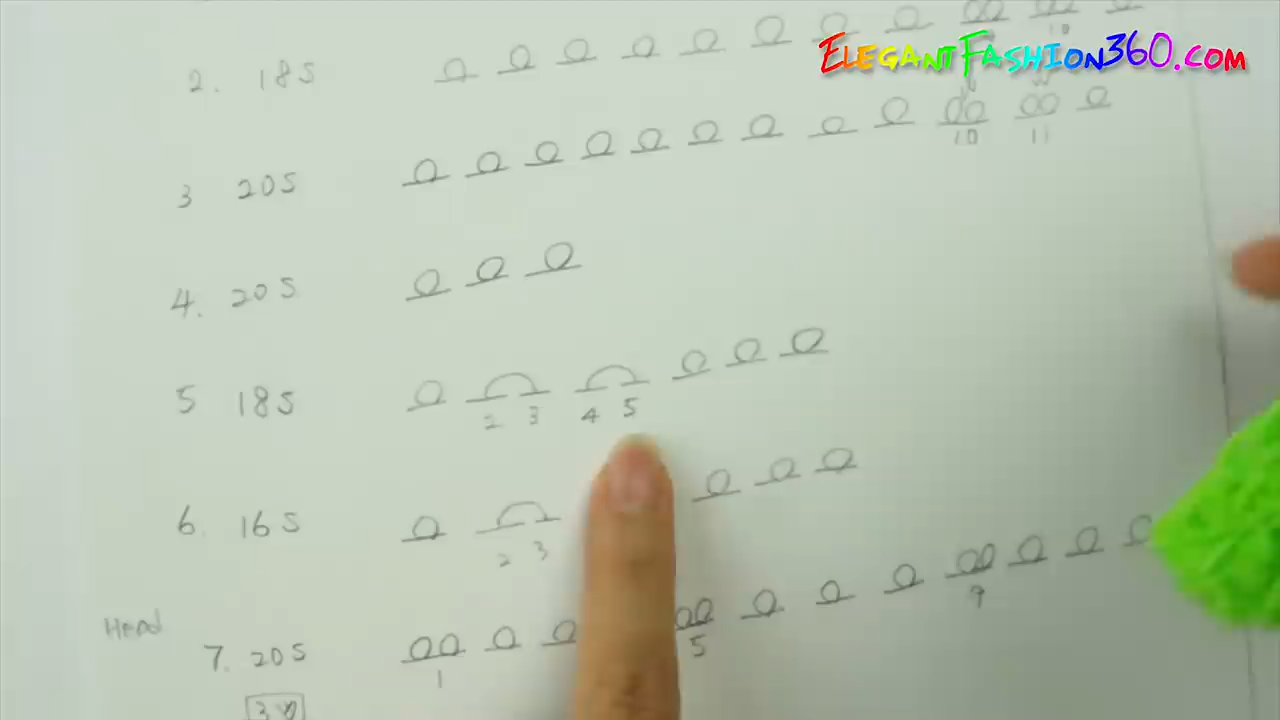 ELEGANTFASHION360.COM
2. 18S
10
3 20S
10 11
4. 20S
5 18S
2 3 4 5
6. 16S
2 3
Head
7. 20S
1 5 9